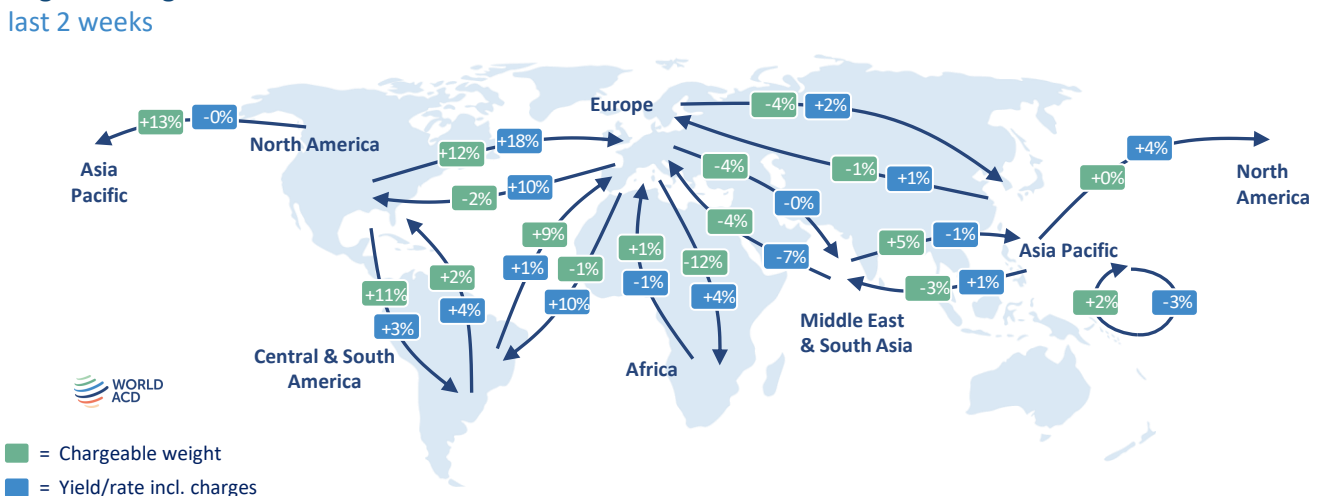 last 2 weeks
+13%
-0%
North America
Asia
Pacific
+12%
+18%
-2%
+10%
Europe
-4%
+2%
-1%
+1%
-4%
-0%
-4%
-7%
+4%
+0%
North
America
+5%
-1%
Asia Pacific
-3%
+1%
+2%
-3%
+9%
+1%
-1%
+10%
+1%
-1%
-12%
+4%
+2%
+4%
+11%
+3%
Central & South
America
Africa
Middle East
& South Asia
WORLD
ACD
= Chargeable weight
= Yield/rate incl. charges